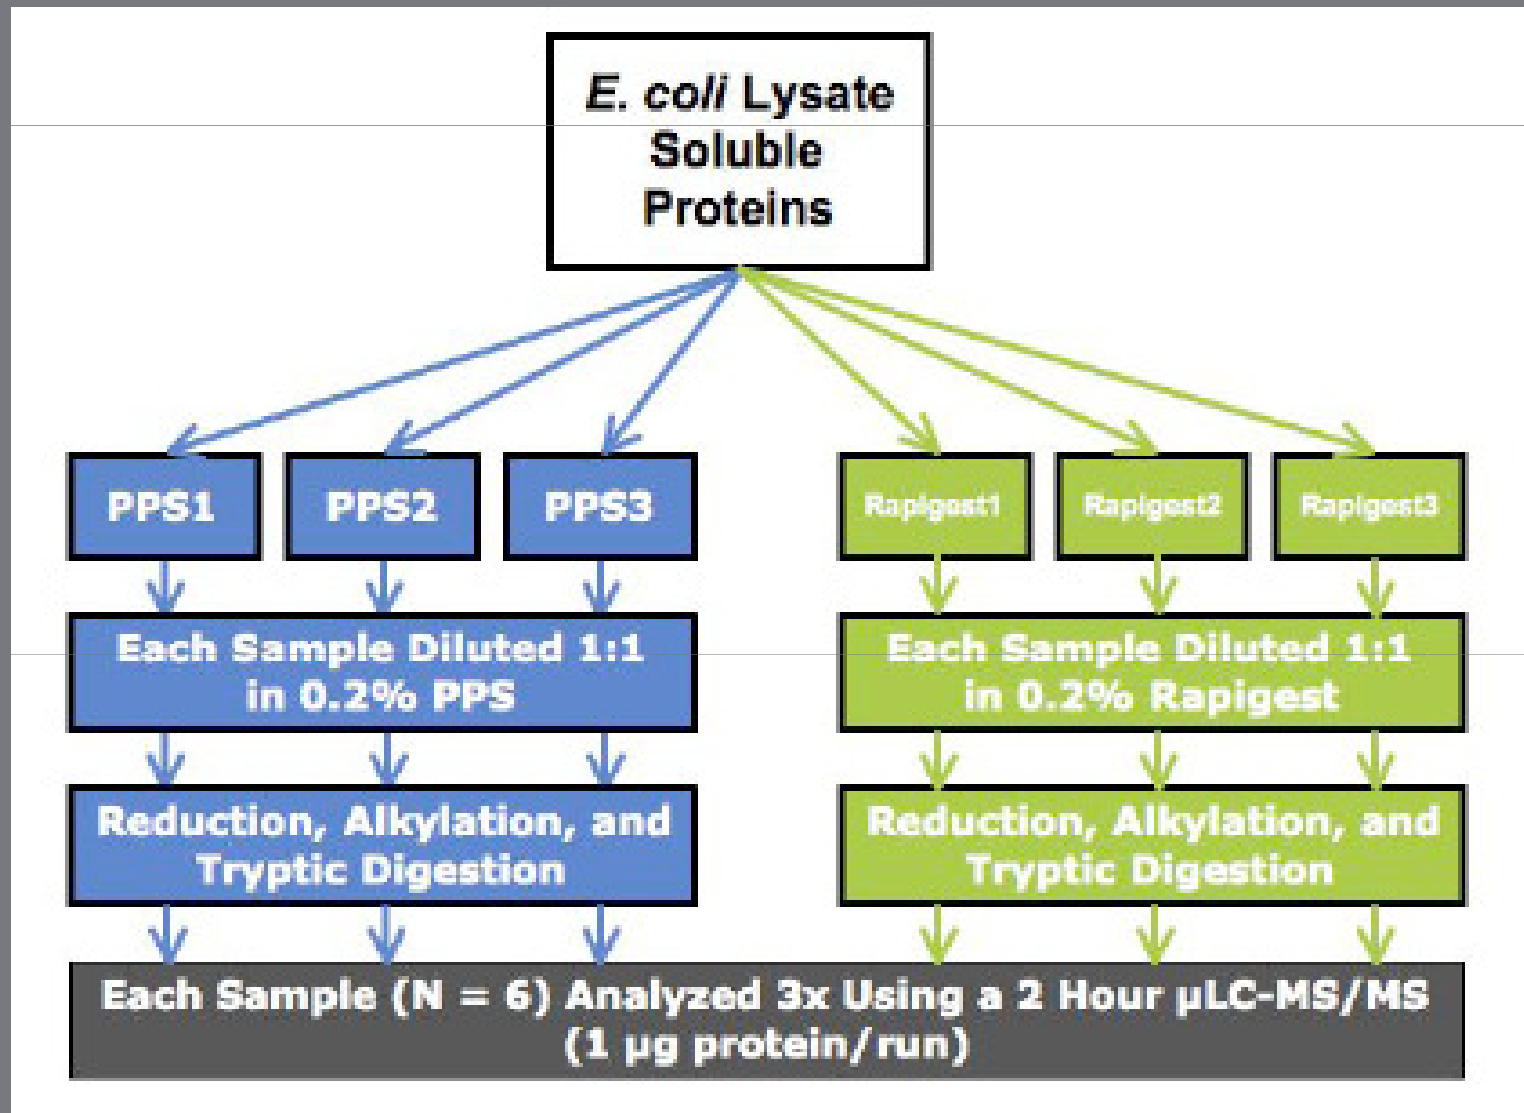 E. coli Lysate
Soluble
Proteins
PPS1
PPS2
PPS3
Rapigest1
Rapigest2
Rapigest3
Each Sample Diluted 1:1
in 0.2% PPS
Each Sample Diluted 1:1
in 0.2% Rapigest
Reduction, Alkylation, and
Tryptic Digestion
Reduction, Alkylation, and
Tryptic Digestion
Each Sample (N = 6) Analyzed 3x Using a 2 Hour µLC-MS/MS
(1 µg protein/run)